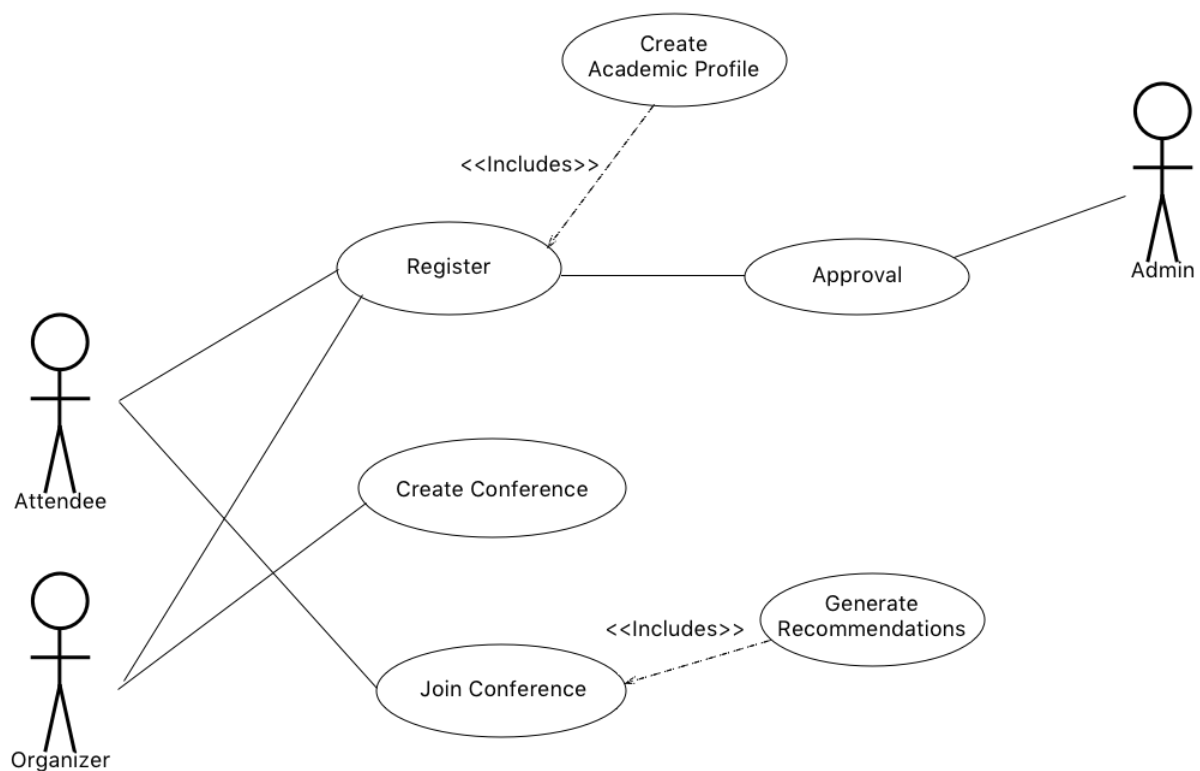 Create
Academic Profile
<<Includes>>
Register
Approval
Admin
Attendee
Create Conference
Generate
Recommendations
<<Includes>>
Join Conference
Organizer